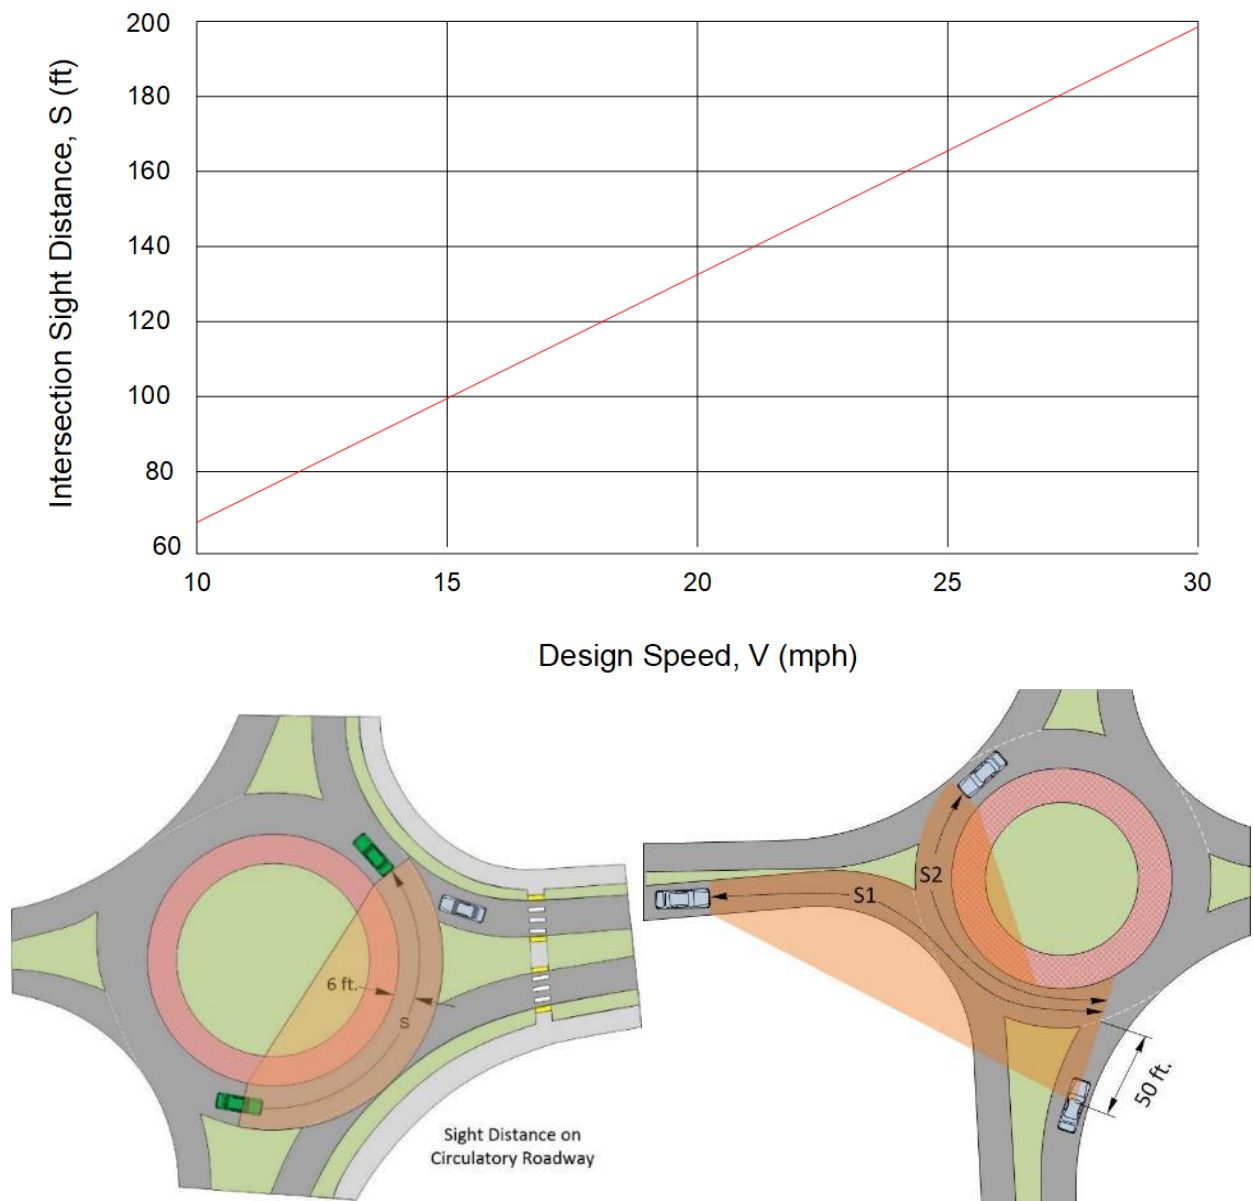 200
180
160
140
120
100
80
60
Intersection Sight Distance, S (ft)
10 15 20 25 30
Design Speed, V (mph)
6 ft.
S
Sight Distance on
Circulatory Roadway
S1
S2
50 ft.